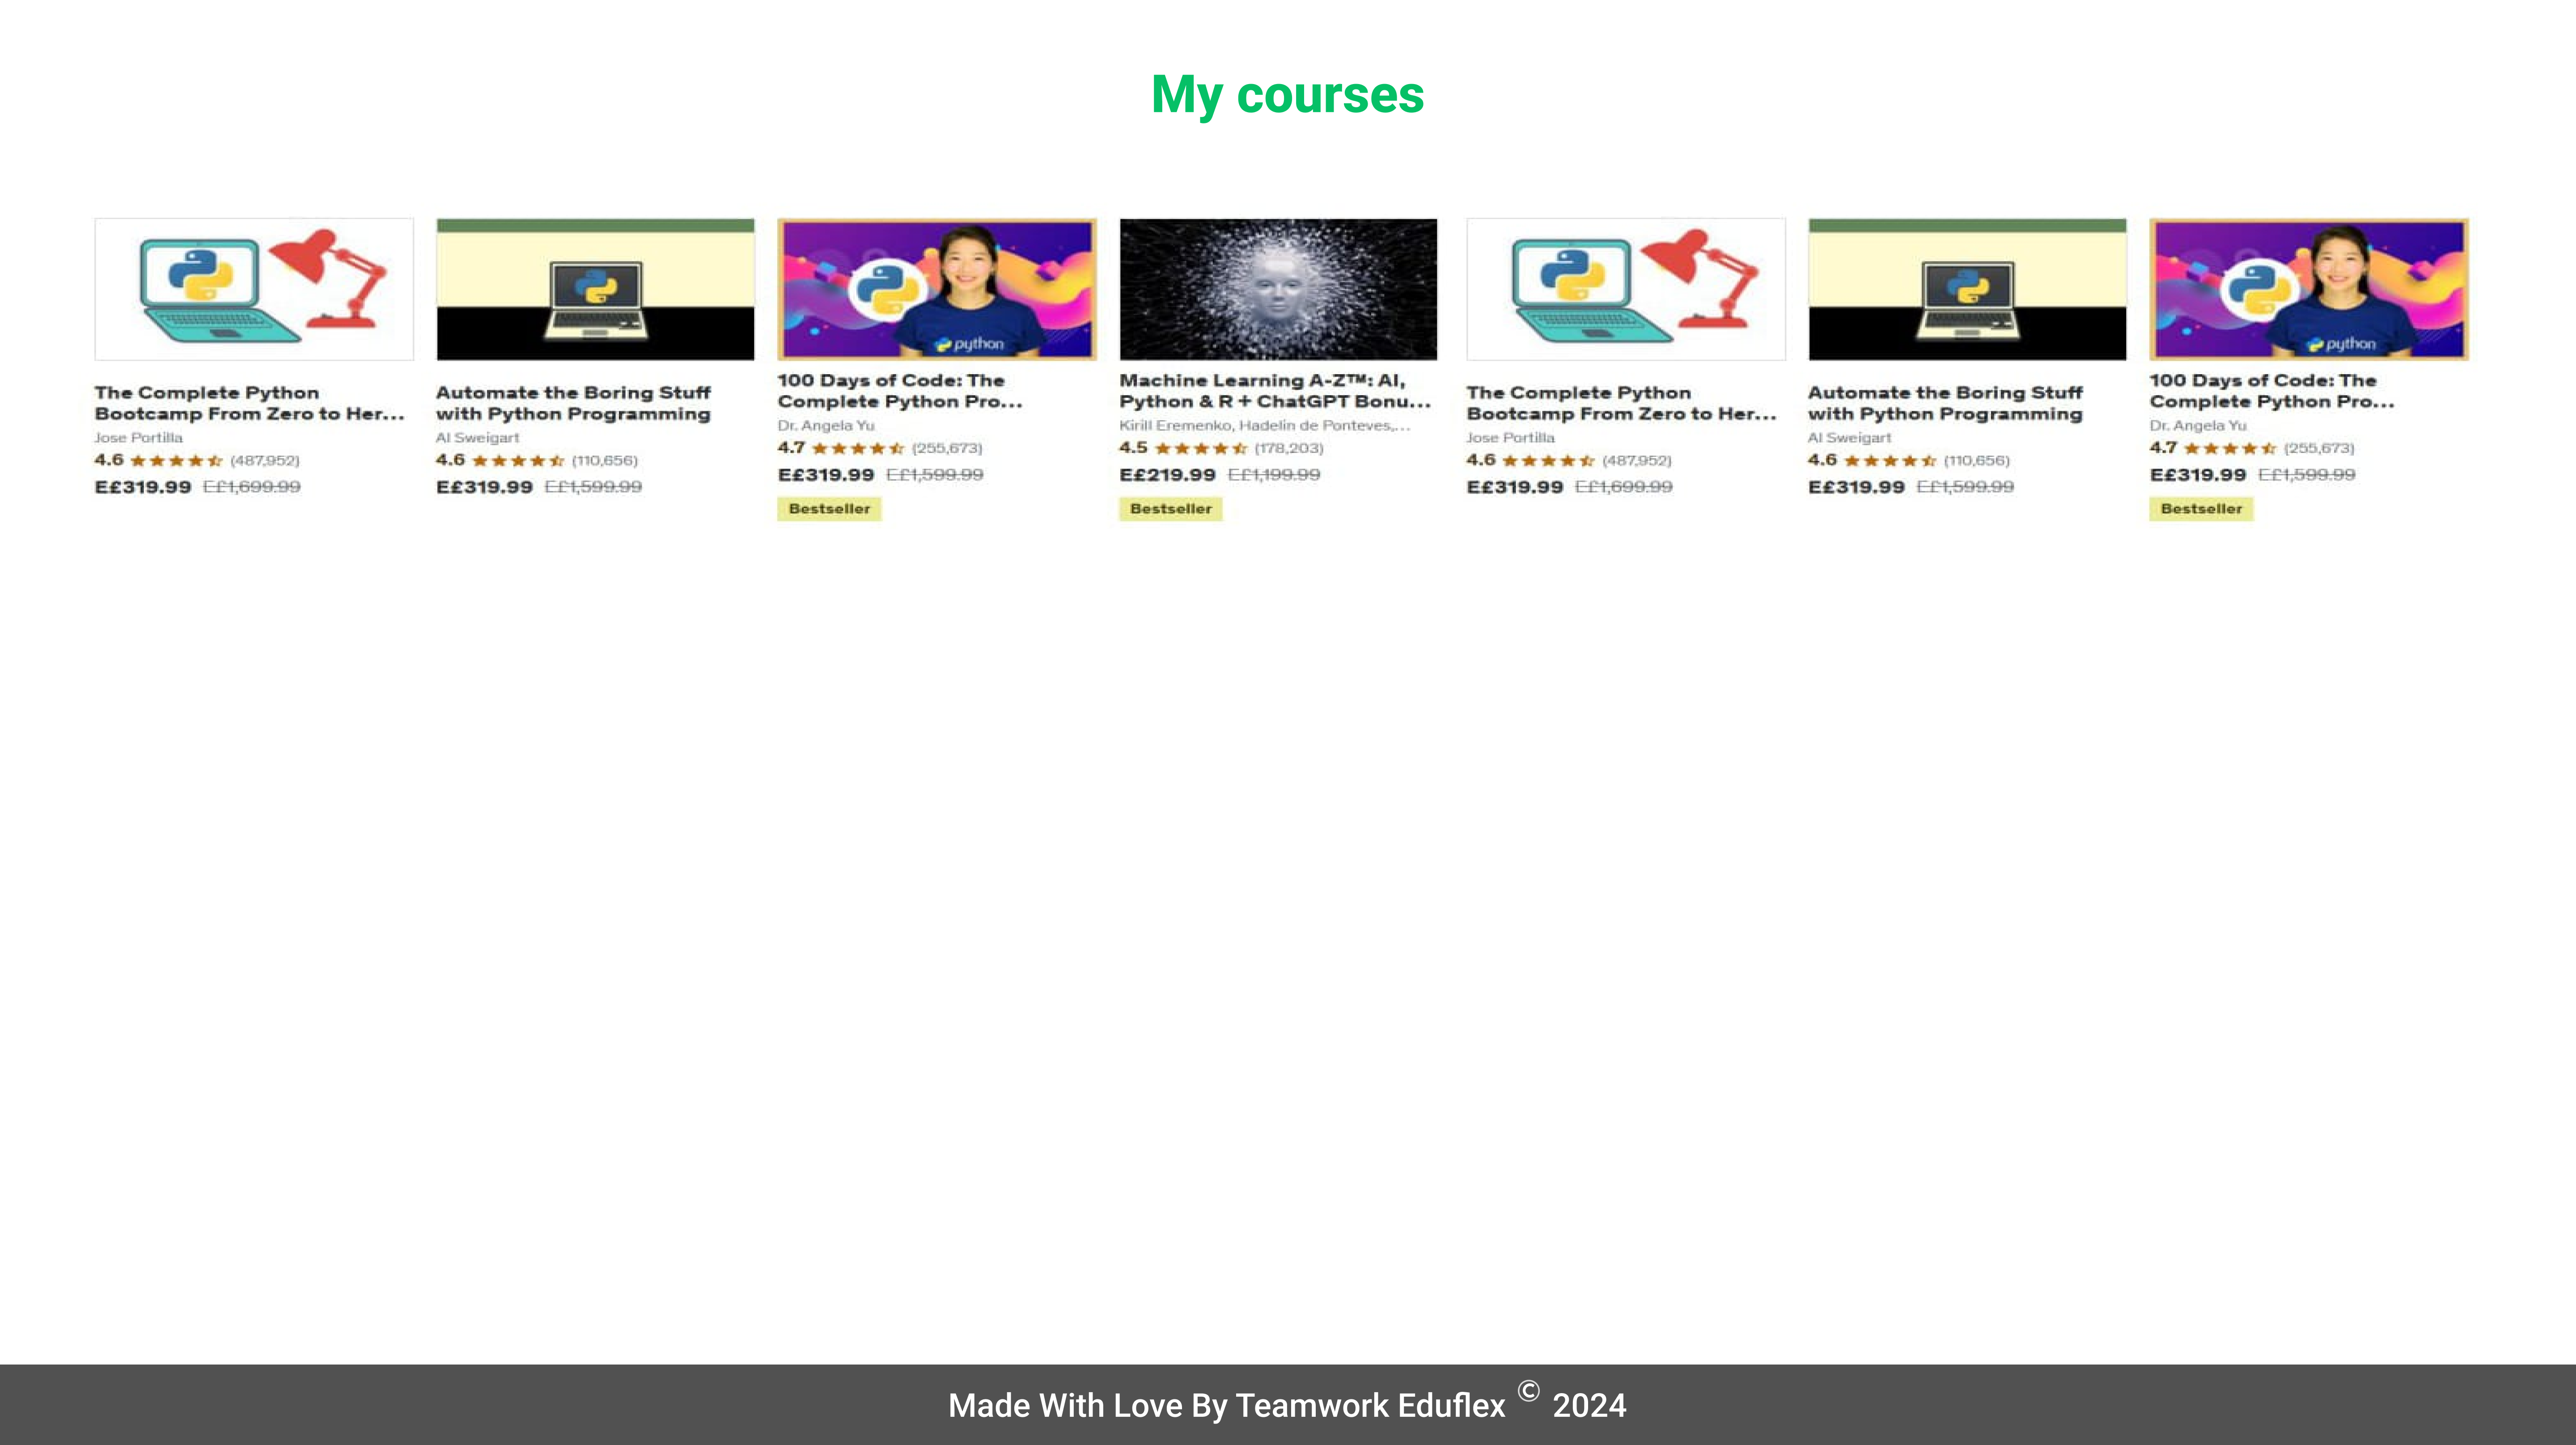 My courses
python
The Complete Python
Bootcamp From Zero to Her...
Jose Portilla
4.6 (487,952)
E£319.99 E£1,699.99
Automate the Boring Stuff
with Python Programming
Al Sweigart
4.6 (110,656)
E£319.99 E£1,599.99
100 Days of Code: The
Complete Python Pro...
Dr. Angela Yu
4.7 (255,673)
E£319.99 E£1,599.99
Bestseller
Machine Learning A-Z™: AI,
Python & R + ChatGPT Bonu...
Kirill Eremenko, Hadelin de Ponteves,...
4.5 (178,203)
E£219.99 E£1,199.99
Bestseller
The Complete Python
Bootcamp From Zero to Her...
Jose Portilla
4.6 (487,952)
E£319.99 E£1,699.99
Automate the Boring Stuff
with Python Programming
Al Sweigart
4.6 (110,656)
E£319.99 E£1,599.99
python
100 Days of Code: The
Complete Python Pro...
Dr. Angela Yu
4.7 (255,673)
E£319.99 E£1,599.99
Bestseller
Made With Love By Teamwork Eduflex © 2024